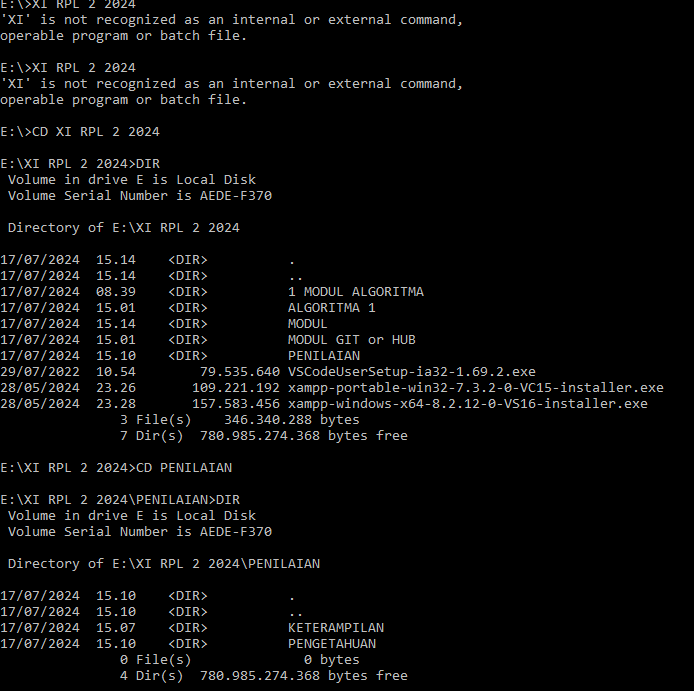 E:\>XI RPL 2 2024
'XI' is not recognized as an internal or external command,
operable program or batch file.
E:\>XI RPL 2 2024
'XI' is not recognized as an internal or external command,
operable program or batch file.
E:\>CD XI RPL 2 2024
E:\XI RPL 2 2024>DIR
 Volume in drive E is Local Disk
 Volume Serial Number is AEDE-F370
 Directory of E:\XI RPL 2 2024
17/07/2024  15.14    <DIR>          .
17/07/2024  15.14    <DIR>          ..
17/07/2024  08.39    <DIR>          1 MODUL ALGORITMA
17/07/2024  15.01    <DIR>          ALGORITMA 1
17/07/2024  15.14    <DIR>          MODUL
17/07/2024  15.01    <DIR>          MODUL GIT or HUB
17/07/2024  15.10    <DIR>          PENILAIAN
29/07/2022  10.54        79.535.640 VSCodeUserSetup-ia32-1.69.2.exe
28/05/2024  23.26       109.221.192 xampp-portable-win32-7.3.2-0-VC15-installer.exe
28/05/2024  23.28       157.583.456 xampp-windows-x64-8.2.12-0-VS16-installer.exe
               3 File(s)    346.340.288 bytes
               7 Dir(s)  780.985.274.368 bytes free
E:\XI RPL 2 2024>CD PENILAIAN
E:\XI RPL 2 2024\PENILAIAN>DIR
 Volume in drive E is Local Disk
 Volume Serial Number is AEDE-F370
 Directory of E:\XI RPL 2 2024\PENILAIAN
17/07/2024  15.10    <DIR>          .
17/07/2024  15.10    <DIR>          ..
17/07/2024  15.07    <DIR>          KETERAMPILAN
17/07/2024  15.10    <DIR>          PENGETAHUAN
               0 File(s)              0 bytes
               4 Dir(s)  780.985.274.368 bytes free